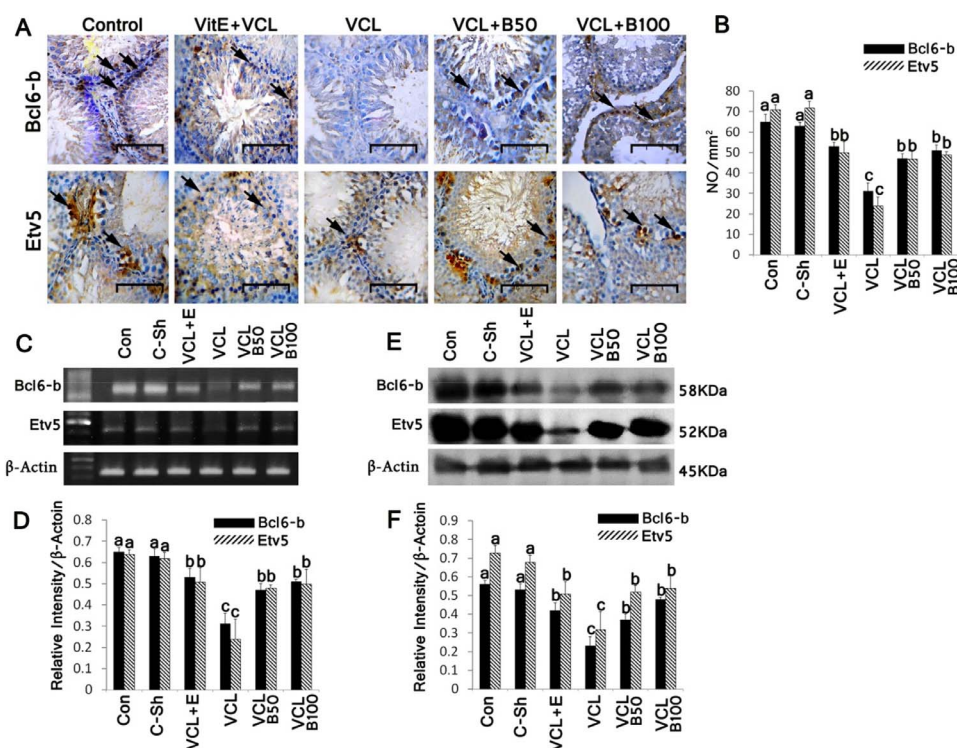 A
Control
VitE+VCL
VCL
VCL+B50
VCL+B100
Bcl6-b
Etv5
B
Bcl6-b
Etv5
NO/mm²
80
70
60
50
40
30
20
10
0
a a
a a
b b
c c
b b
b b
Con
C-Sh
VCL+E
VCL
VCL B50
VCL B100
C
Con
C-Sh
VCL+E
VCL
VCL B50
VCL B100
Bcl6-b
Etv5
β-Actin
E
Con
C-Sh
VCL+E
VCL
VCL B50
VCL B100
Bcl6-b 58KDa
Etv5 52KDa
β-Actin 45KDa
D
Bcl6-b
Etv5
Relative Intensity/β-Actoin
0.8
0.7
0.6
0.5
0.4
0.3
0.2
0.1
0
a a
a a
b b
c c
b b
b b
Con
C-Sh
VCL+E
VCL
VCL B50
VCL B100
F
Bcl6-b
Etv5
Relative Intensity/β-Actoin
0.9
0.8
0.7
0.6
0.5
0.4
0.3
0.2
0.1
0
a a
a a
b b
c c
b b
b b
Con
C-Sh
VCL+E
VCL
VCL B50
VCL B100